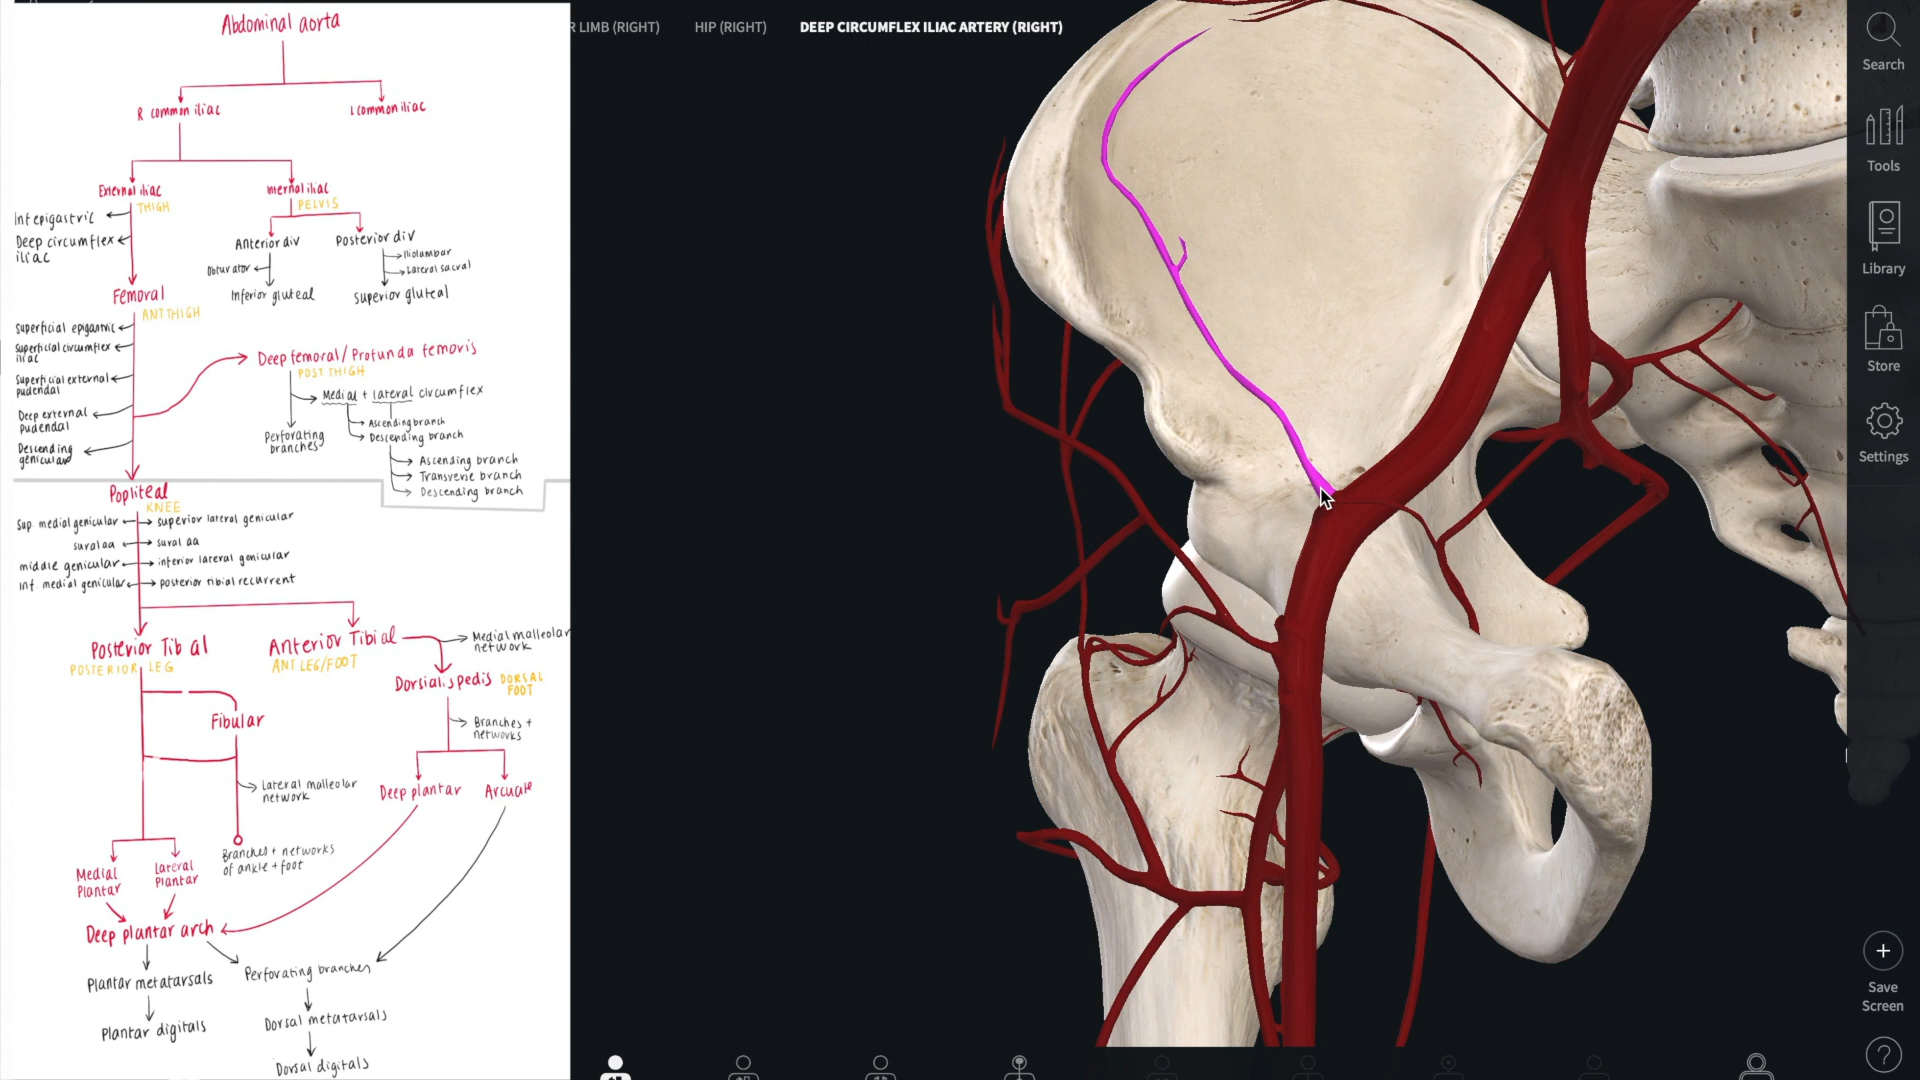 Abdominal aorta
R common iliac
L common iliac
External iliac
THIGH
Internal iliac
PELVIS
Inf epigastric
Deep circumflex
iliac
Anterior div
Posterior div
Obturator
Iliolumbar
Lateral sacral
Inferior gluteal
Superior gluteal
Femoral
ANT THIGH
Superficial epigastric
Superficial circumflex
iliac
Superficial external
pudendal
Deep external
pudendal
Descending
genicular
Deep femoral / Profunda femoris
POST THIGH
Medial + lateral circumflex
Ascending branch
Descending branch
Perforating
branches
Ascending branch
Transverse branch
Descending branch
Popliteal
KNEE
Sup medial genicular
superior lateral genicular
sural aa
sural aa
middle genicular
inferior lateral genicular
Inf medial genicular
posterior tibial recurrent
Posterior Tibial
POSTERIOR LEG
Anterior Tibial
ANT LEG/FOOT
Medial malleolar
network
Dorsialis pedis
DORSAL
FOOT
Fibular
Branches +
networks
Lateral malleolar
network
Deep plantar
Arcuate
Branches + networks
of ankle + foot
Medial
Plantar
Lateral
Plantar
Deep plantar arch
Plantar metatarsals
Perforating branches
Plantar digitals
Dorsal metatarsals
Dorsal digitals
R LIMB (RIGHT)
HIP (RIGHT)
DEEP CIRCUMFLEX ILIAC ARTERY (RIGHT)
Search
Tools
Library
Store
Settings
Save
Screen